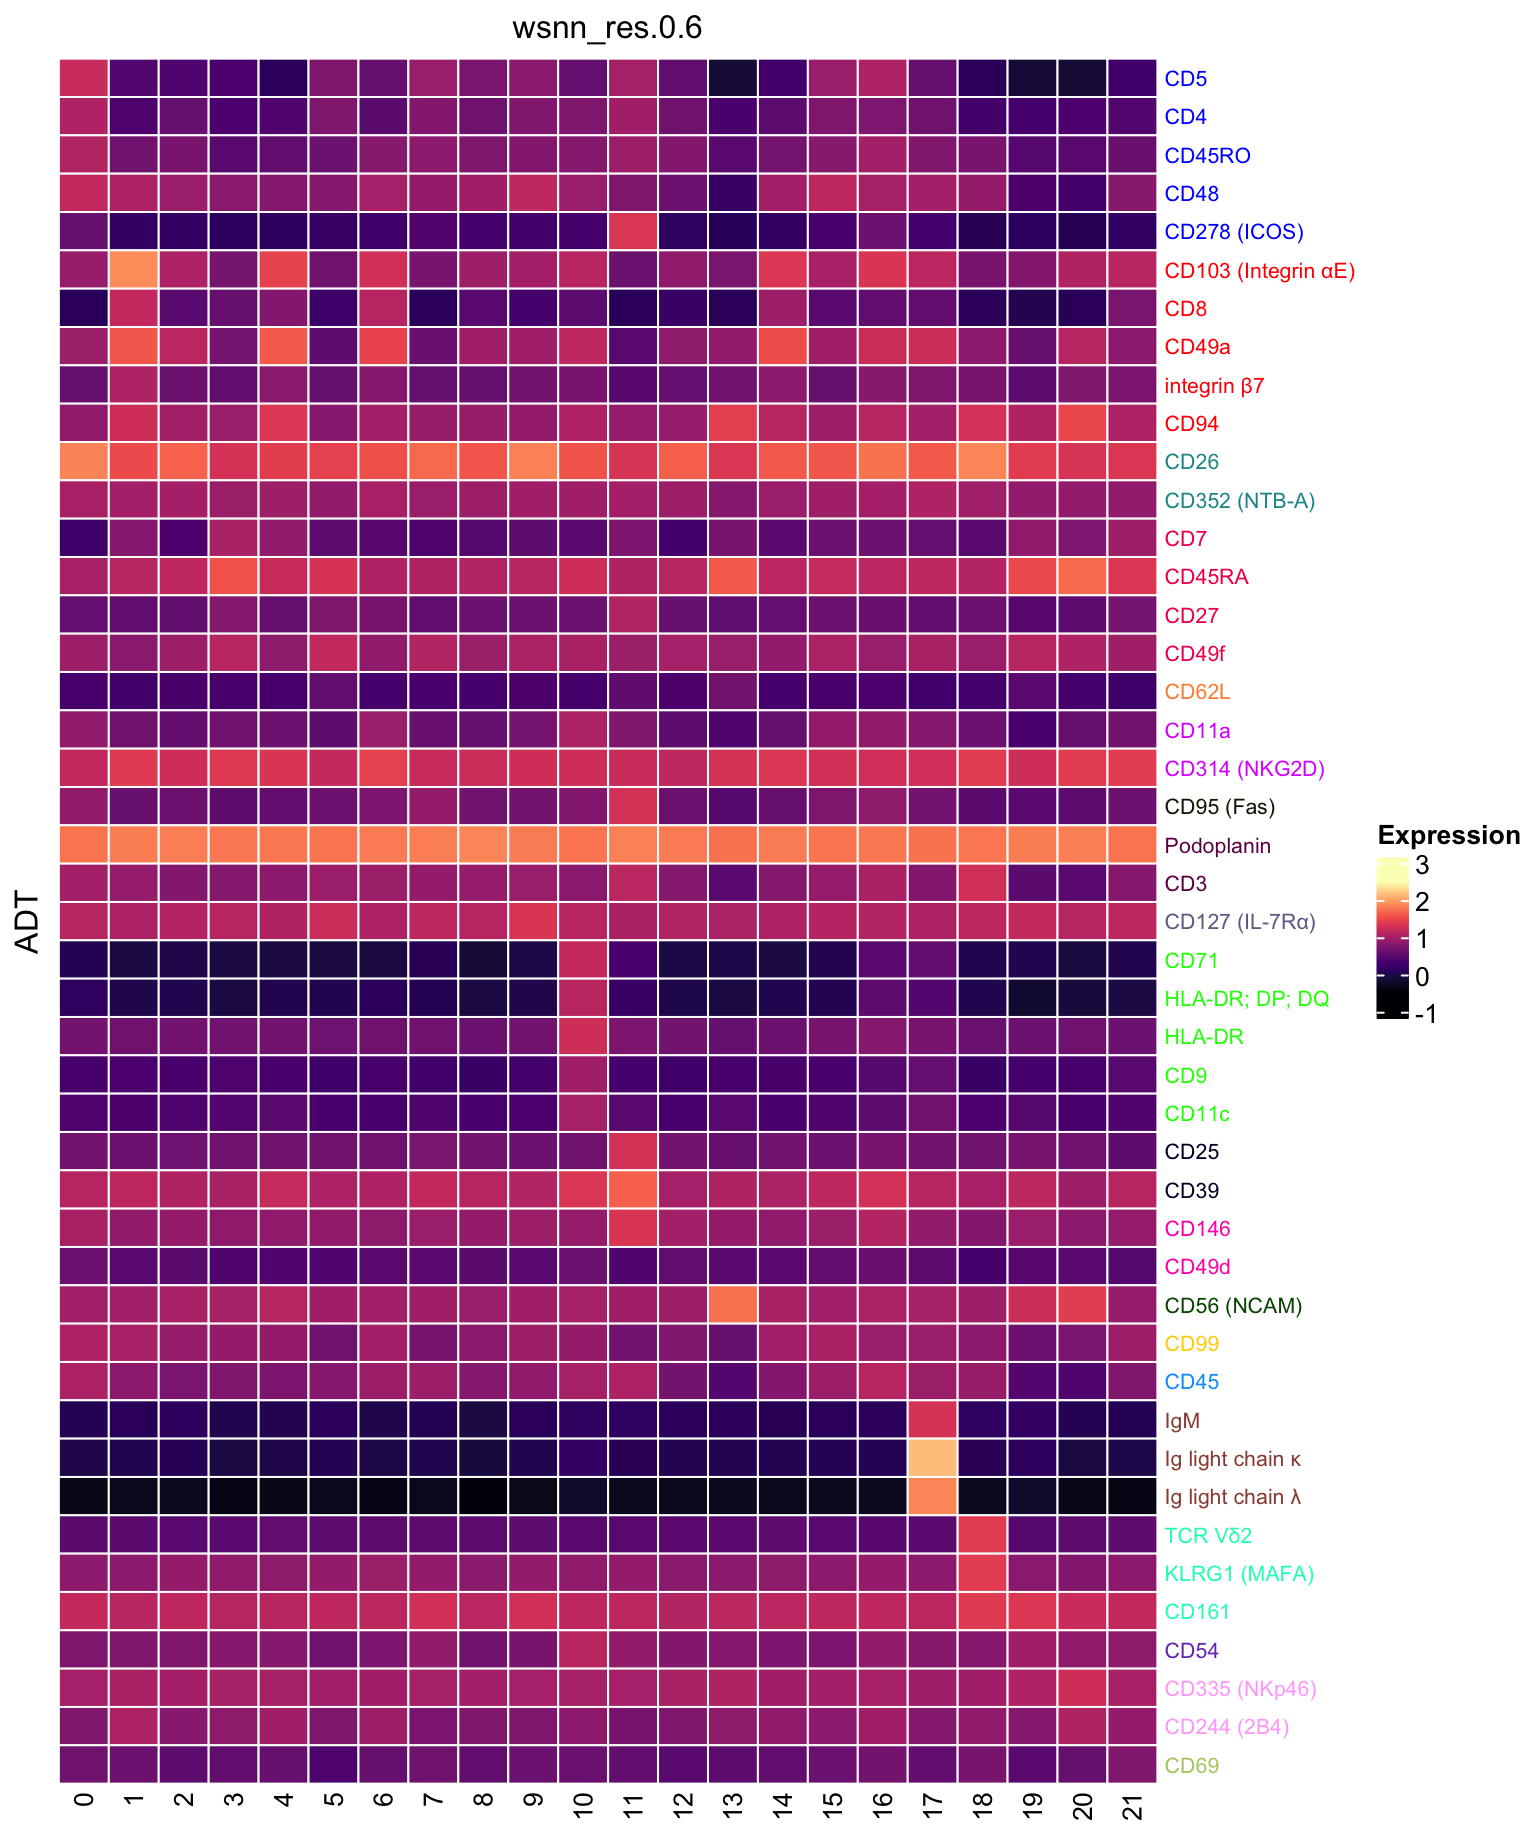 wsnn_res.0.6
CD5
CD4
CD45RO
CD48
CD278 (ICOS)
CD103 (Integrin αE)
CD8
CD49a
integrin β7
CD94
CD26
CD352 (NTB-A)
CD7
CD45RA
CD27
CD49f
CD62L
CD11a
CD314 (NKG2D)
CD95 (Fas)
Podoplanin
CD3
CD127 (IL-7Rα)
CD71
HLA-DR; DP; DQ
HLA-DR
CD9
CD11c
CD25
CD39
CD146
CD49d
CD56 (NCAM)
CD99
CD45
IgM
Ig light chain κ
Ig light chain λ
TCR Vδ2
KLRG1 (MAFA)
CD161
CD54
CD335 (NKp46)
CD244 (2B4)
CD69
ADT
0 1 2 3 4 5 6 7 8 9 10 11 12 13 14 15 16 17 18 19 20 21
Expression
3
2
1
0
-1